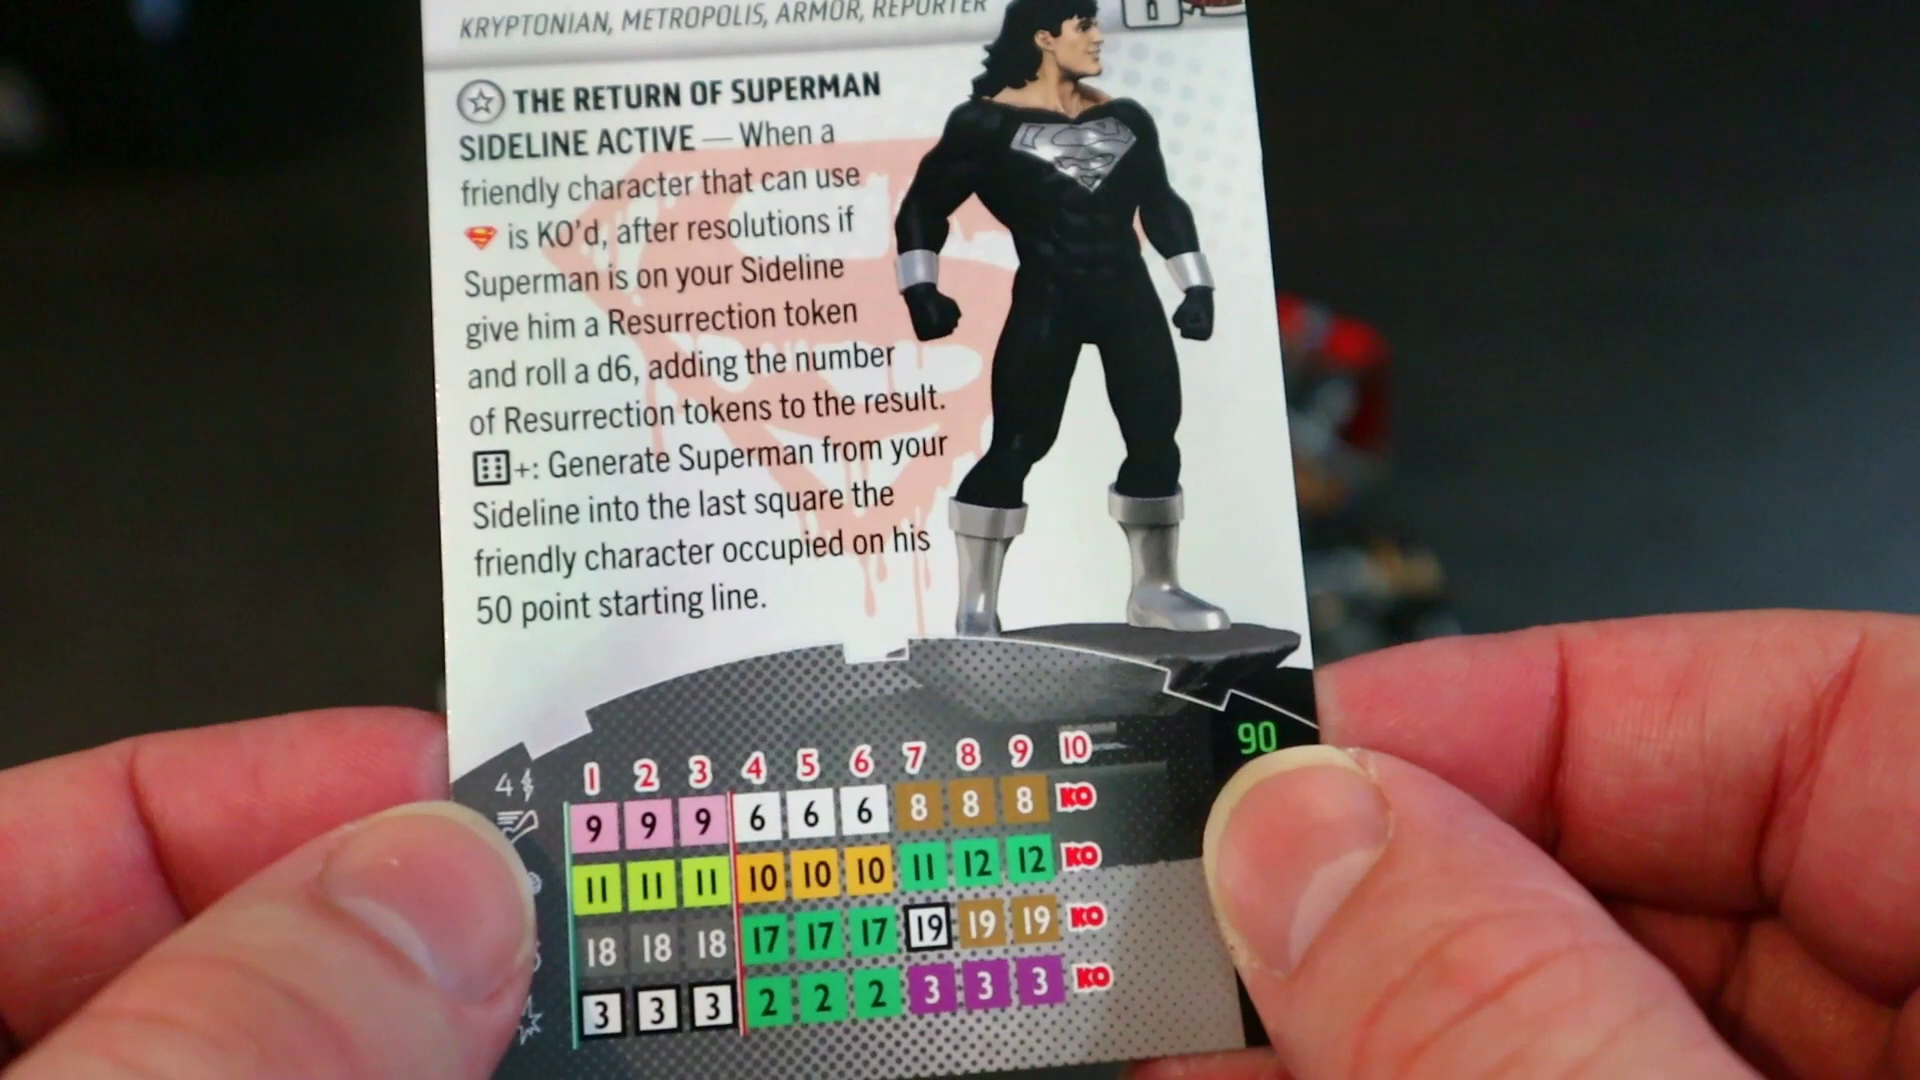 KRYPTONIAN, METROPOLIS, ARMOR, REPORTER
THE RETURN OF SUPERMAN
SIDELINE ACTIVE — When a
friendly character that can use
is KO'd, after resolutions if
Superman is on your Sideline
give him a Resurrection token
and roll a d6, adding the number
of Resurrection tokens to the result.
+: Generate Superman from your
Sideline into the last square the
friendly character occupied on his
50 point starting line.
90
4 1 2 3 4 5 6 7 8 9 10
9 9 9 6 6 6 8 8 8 KO
11 11 11 10 10 10 11 12 12 KO
18 18 18 17 17 17 19 19 19 KO
3 3 3 2 2 2 3 3 3 KO